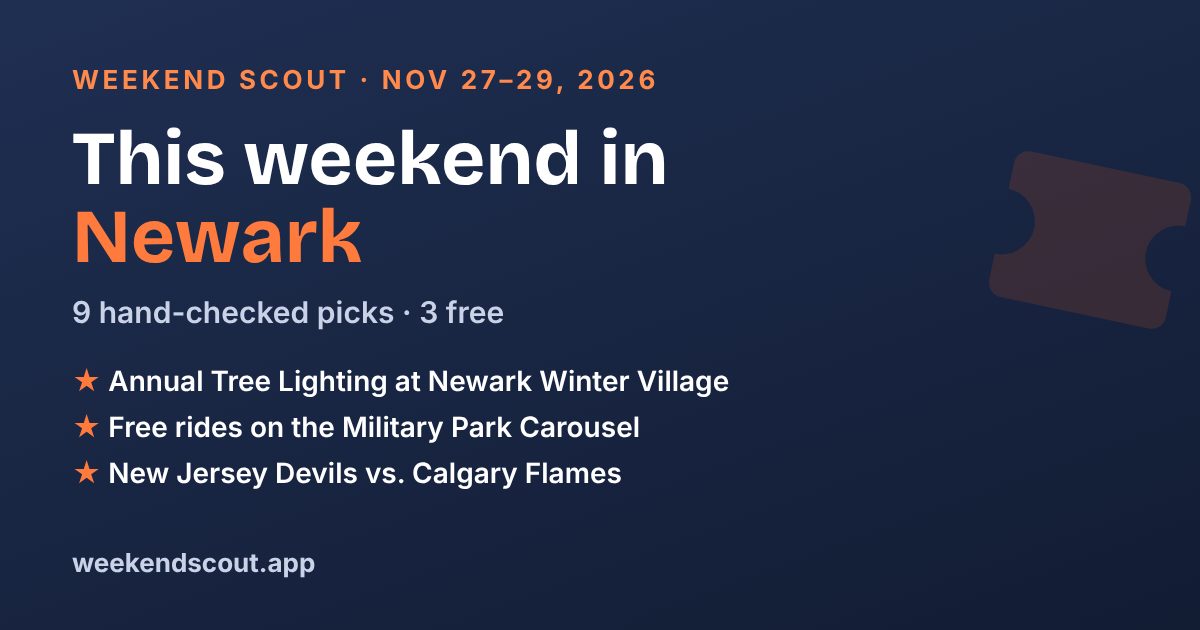 WEEKEND SCOUT · NOV 27–29, 2026
This weekend in
Newark
9 hand-checked picks · 3 free
★ Annual Tree Lighting at Newark Winter Village
★ Free rides on the Military Park Carousel
★ New Jersey Devils vs. Calgary Flames
weekendscout.app